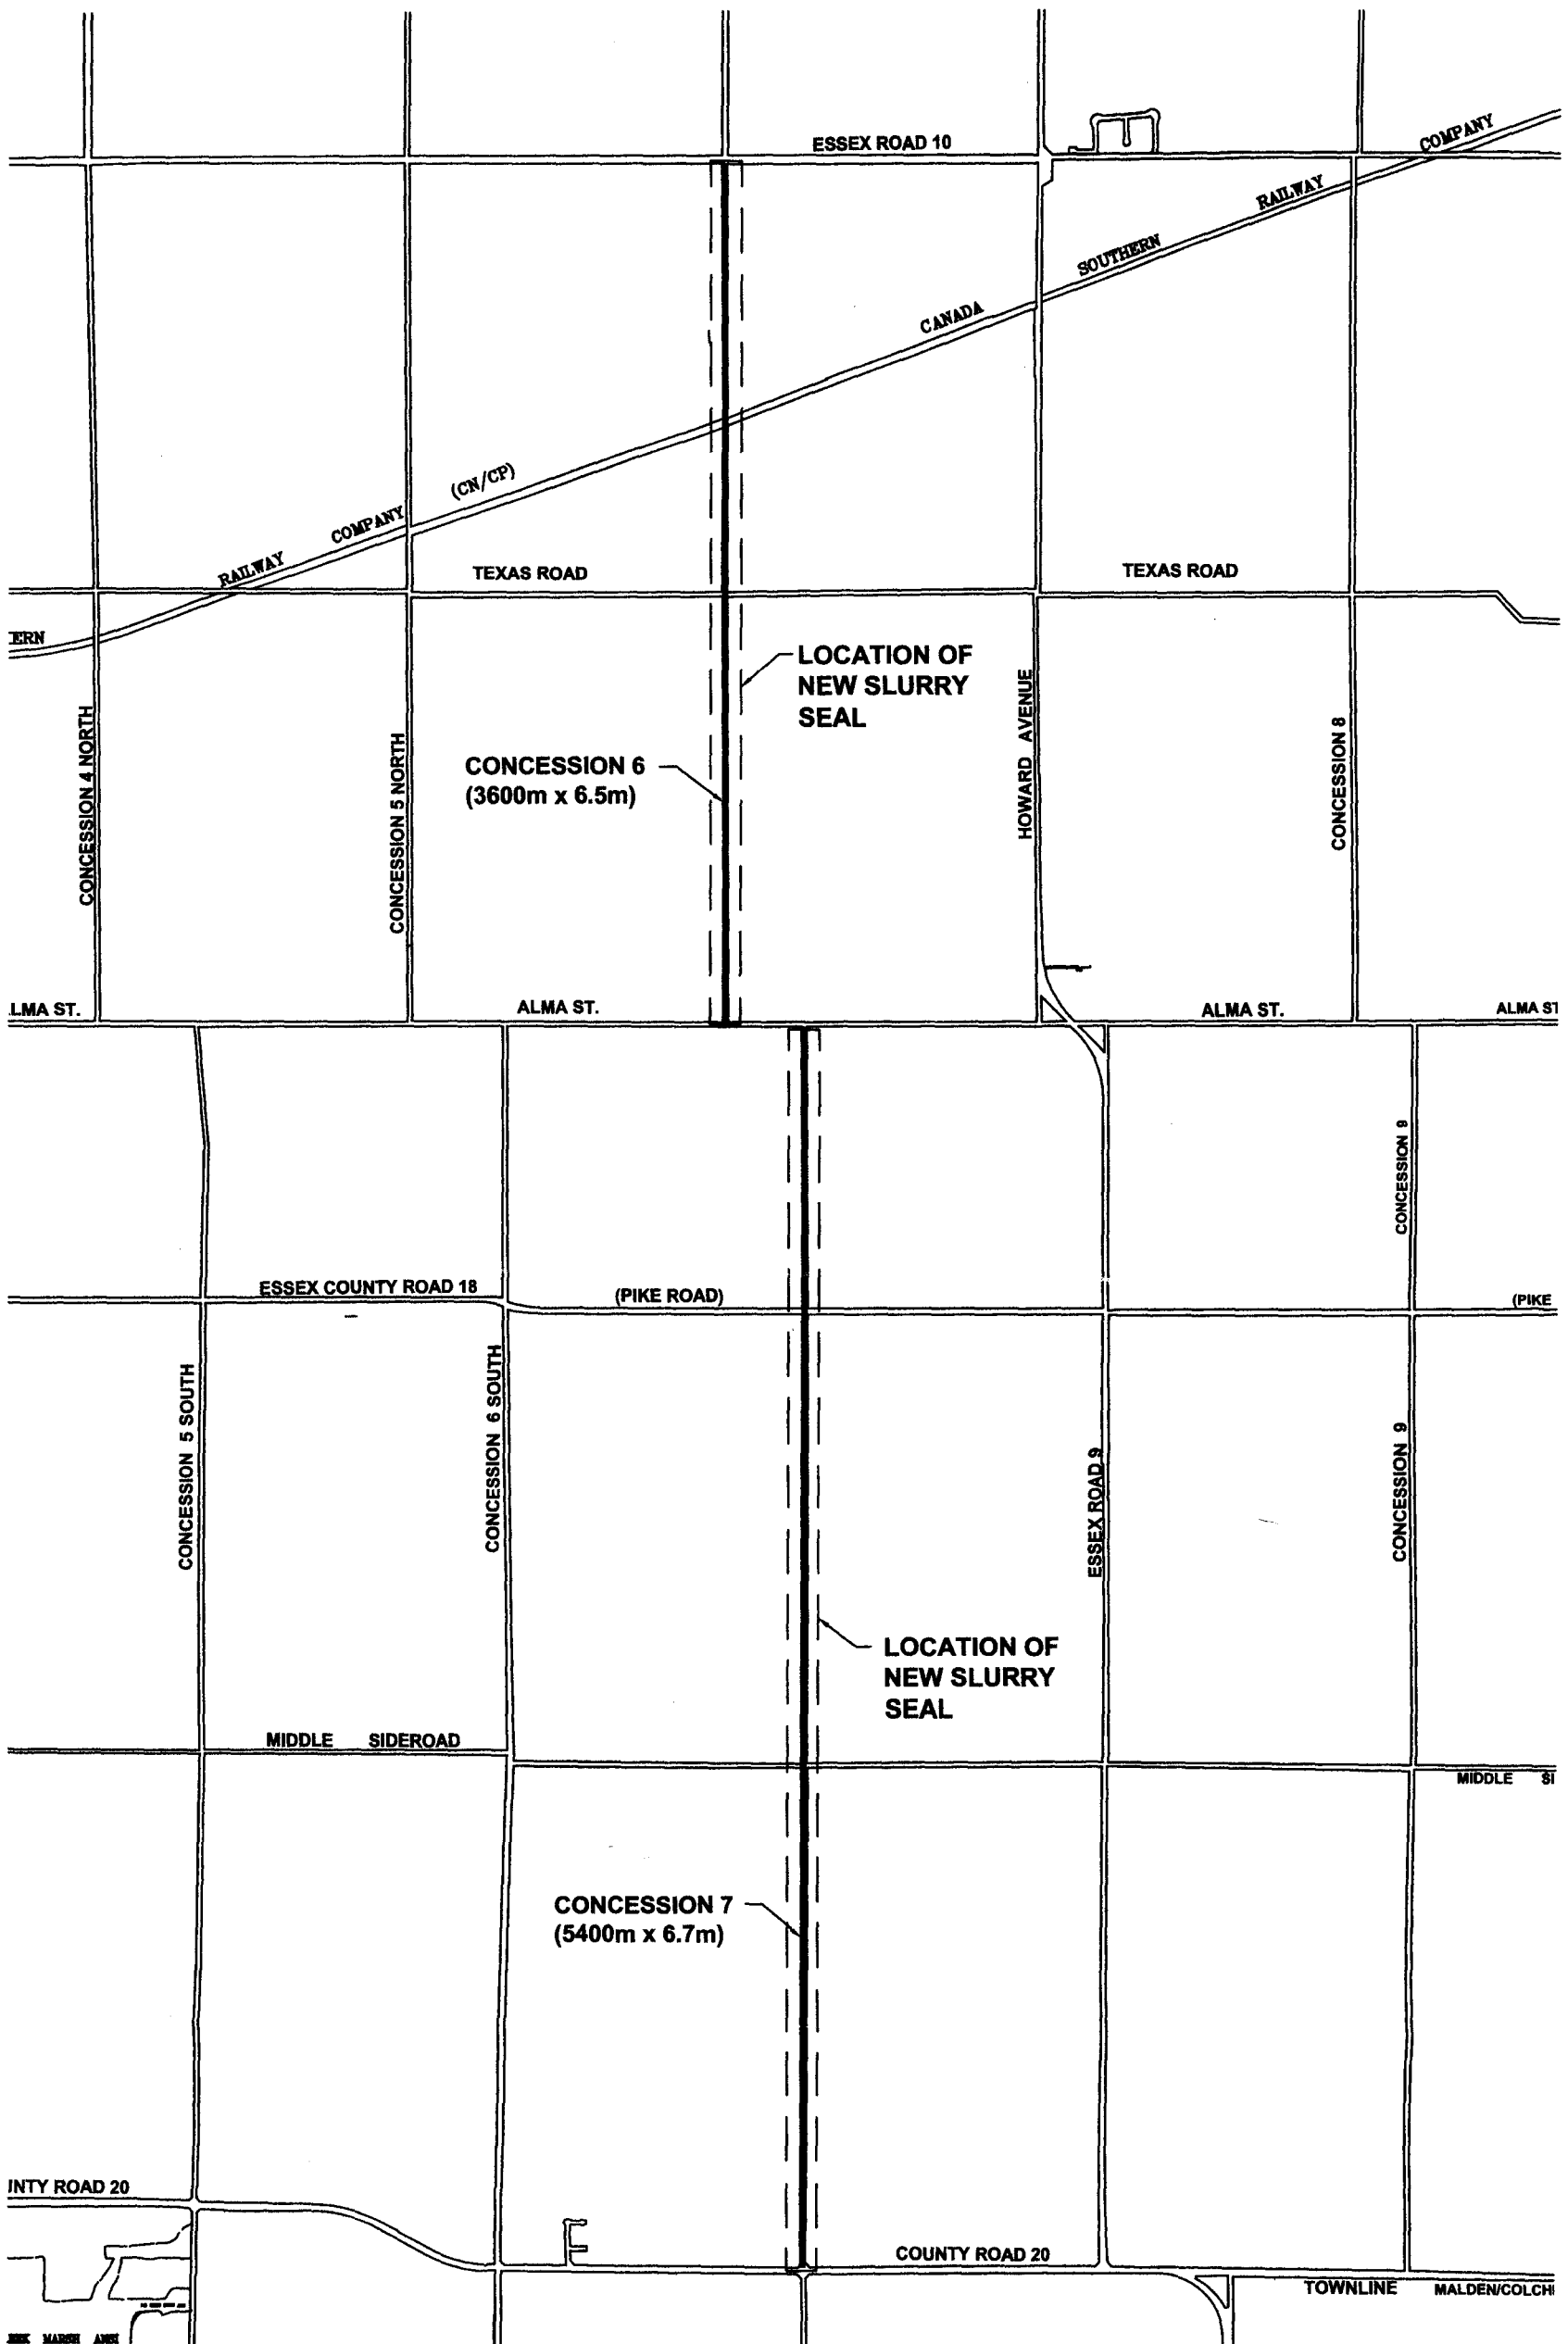 ESSEX ROAD 10
COMPANY
RAILWAY
SOUTHERN
CANADA
(CN/CP)
COMPANY
RAILWAY
TEXAS ROAD
TEXAS ROAD
ERN
LOCATION OF
NEW SLURRY
SEAL
CONCESSION 6
(3600m x 6.5m)
CONCESSION 4 NORTH
CONCESSION 5 NORTH
HOWARD AVENUE
CONCESSION 8
LMA ST.
ALMA ST.
ALMA ST.
ALMA ST
CONCESSION 9
ESSEX COUNTY ROAD 18
(PIKE ROAD)
(PIKE
CONCESSION 5 SOUTH
CONCESSION 6 SOUTH
ESSEX ROAD 9
CONCESSION 9
LOCATION OF
NEW SLURRY
SEAL
MIDDLE SIDEROAD
MIDDLE SI
CONCESSION 7
(5400m x 6.7m)
NTY ROAD 20
COUNTY ROAD 20
TOWNLINE MALDEN/COLCH
MARSH